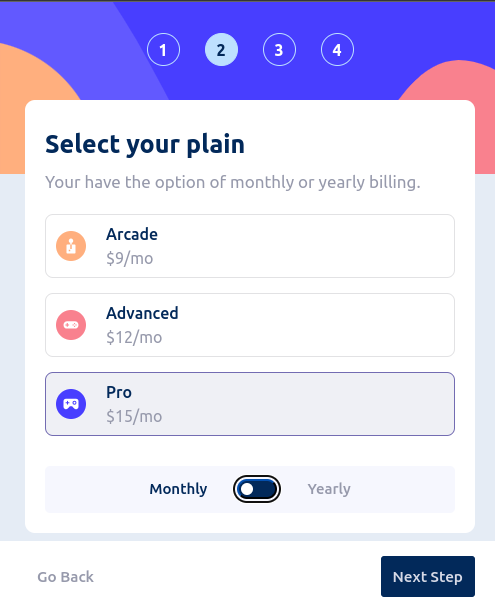 1 2 3 4
Select your plain
Your have the option of monthly or yearly billing.
Arcade
$9/mo
Advanced
$12/mo
Pro
$15/mo
Monthly Yearly
Go Back Next Step